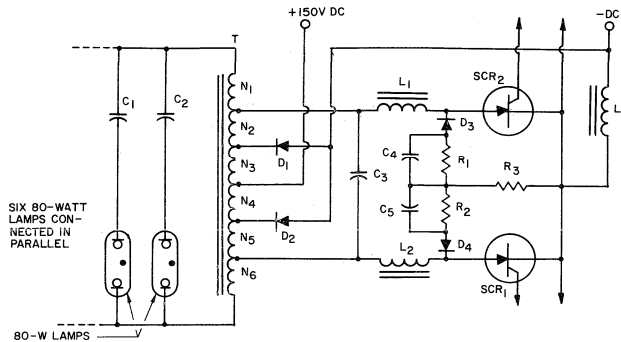 +150V DC
-DC
T
C1
C2
N1
N2
N3
N4
N5
N6
D1
D2
C3
L1
L2
SCR2
D3
C4
R1
R3
C5
R2
D4
SCR1
L
SIX 80-WATT
LAMPS CON-
NECTED IN
PARALLEL
80-W LAMPS
V